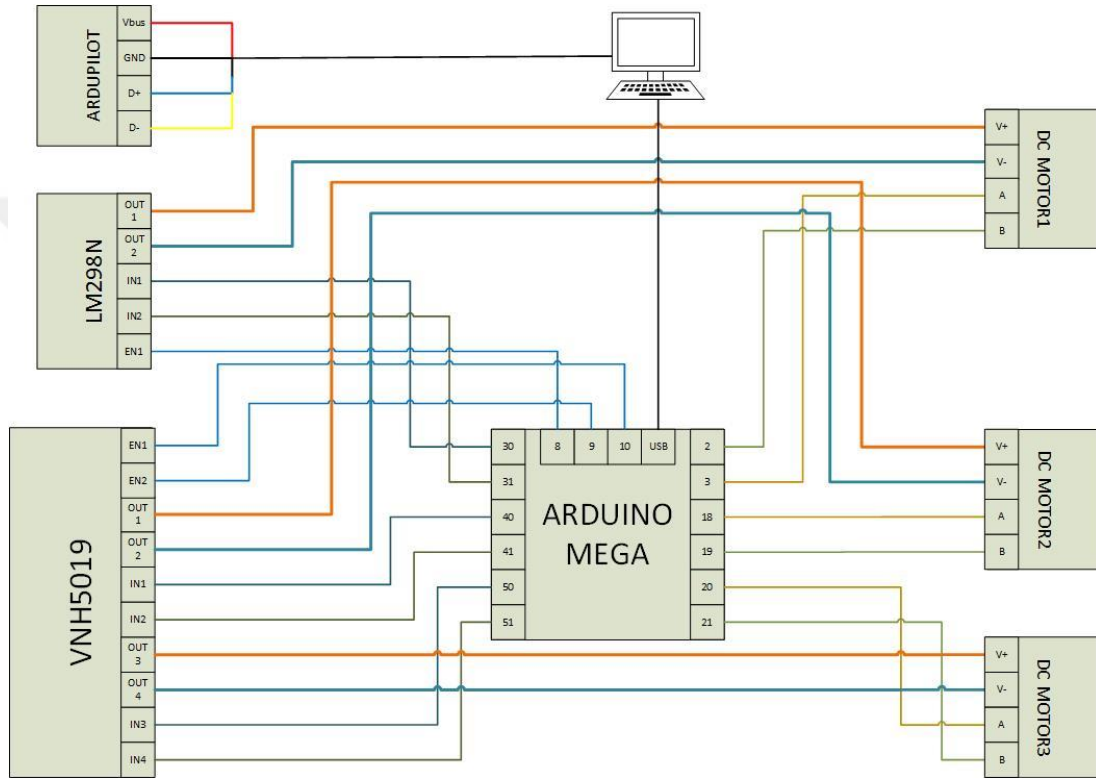 ARDUPILOT
Vbus
GND
D+
D-
LM298N
OUT
1
OUT
2
IN1
IN2
EN1
VNH5019
EN1
EN2
OUT
1
OUT
2
IN1
IN2
OUT
3
OUT
4
IN3
IN4
8 9 10 USB
30
31
40
41
50
51
ARDUINO
MEGA
2
3
18
19
20
21
V+
V-
A
B
DC MOTOR1
V+
V-
A
B
DC MOTOR2
V+
V-
A
B
DC MOTOR3